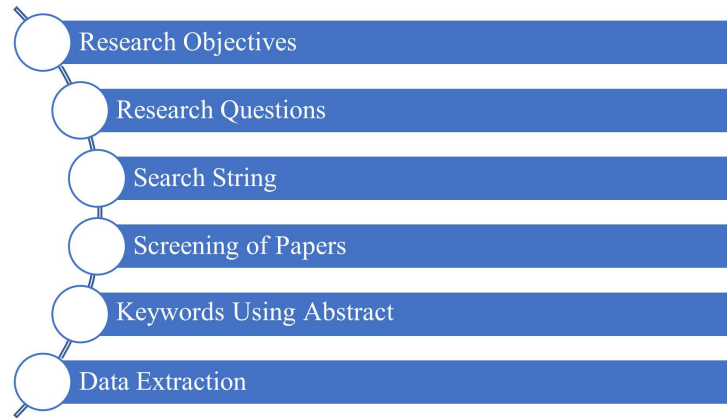 Research Objectives
Research Questions
Search String
Screening of Papers
Keywords Using Abstract
Data Extraction